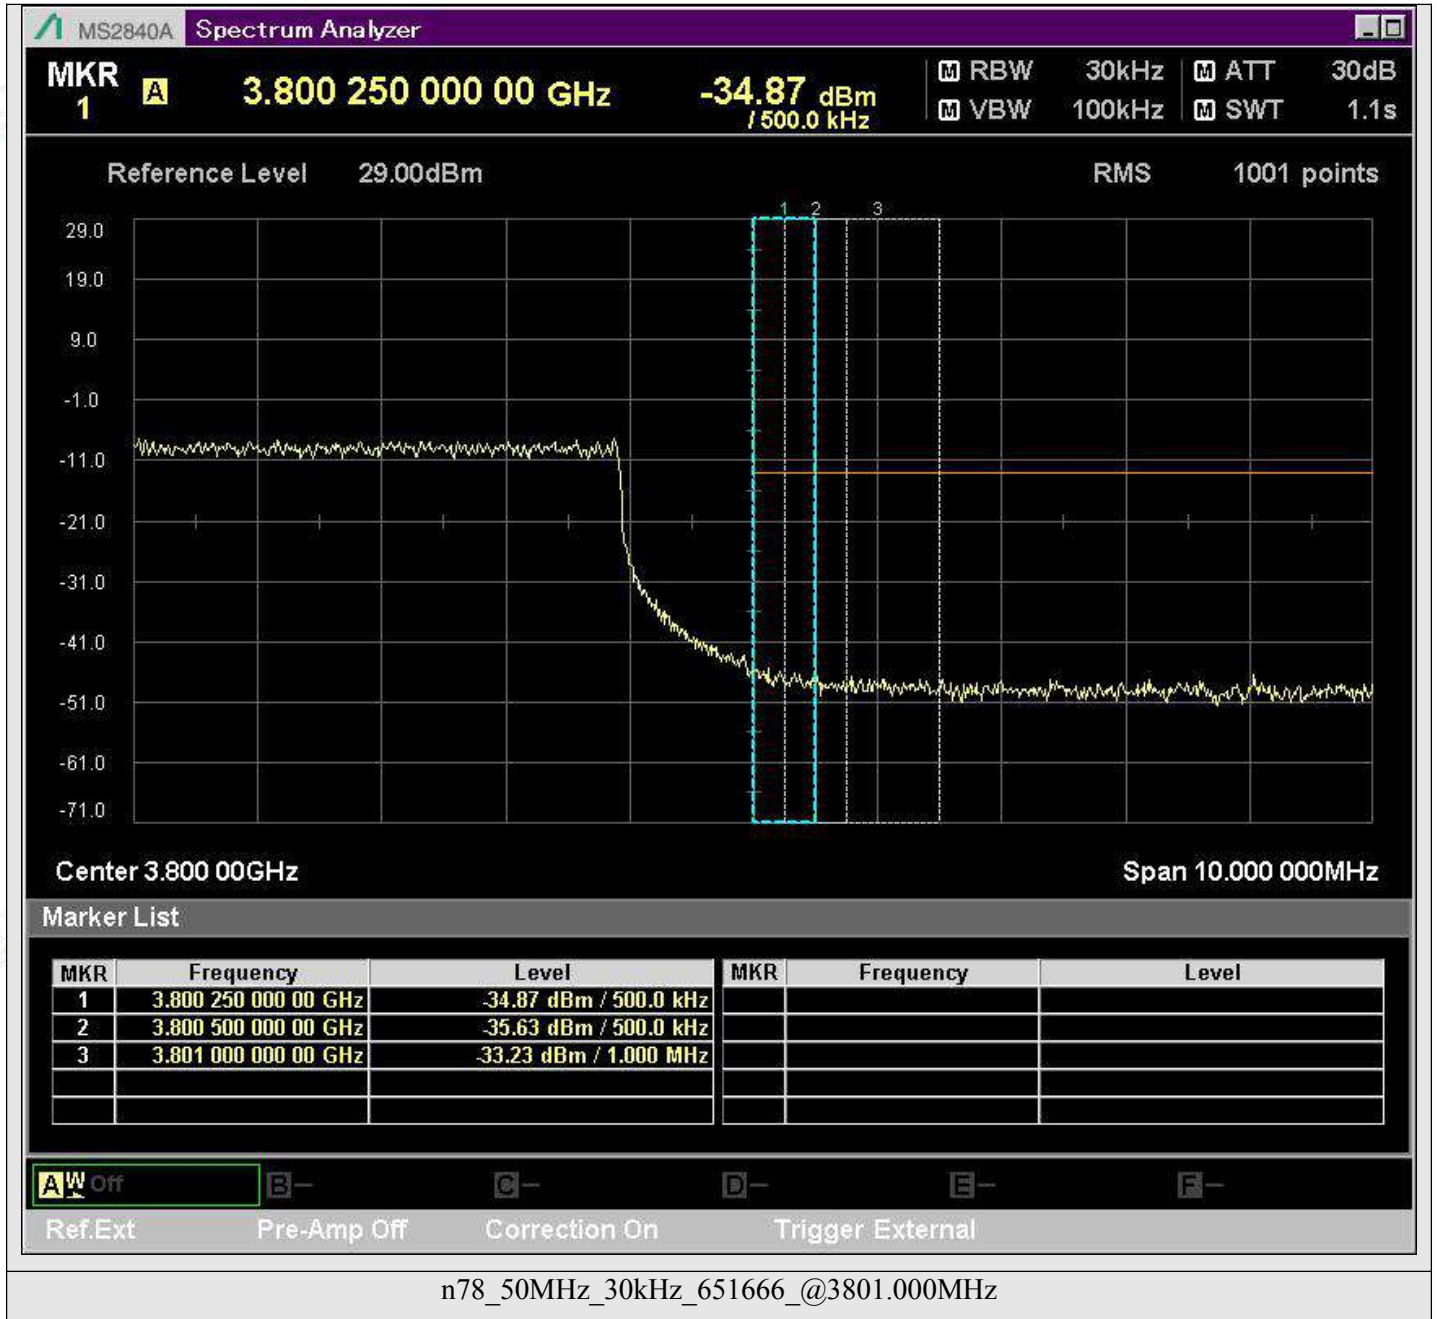 MS2840A Spectrum Analyzer
MKR 1 A 3.800 250 000 00 GHz -34.87 dBm / 500.0 kHz
M RBW 30kHz M ATT 30dB
M VBW 100kHz M SWT 1.1s
Reference Level 29.00dBm RMS 1001 points
1 2 3
29.0
19.0
9.0
-1.0
-11.0
-21.0
-31.0
-41.0
-51.0
-61.0
-71.0
Center 3.800 00GHz Span 10.000 000MHz
Marker List
MKR Frequency Level MKR Frequency Level
1 3.800 250 000 00 GHz -34.87 dBm / 500.0 kHz
2 3.800 500 000 00 GHz -35.63 dBm / 500.0 kHz
3 3.801 000 000 00 GHz -33.23 dBm / 1.000 MHz
A W Off B - C - D - E - F -
Ref.Ext Pre-Amp Off Correction On Trigger External
n78_50MHz_30kHz_651666_@3801.000MHz